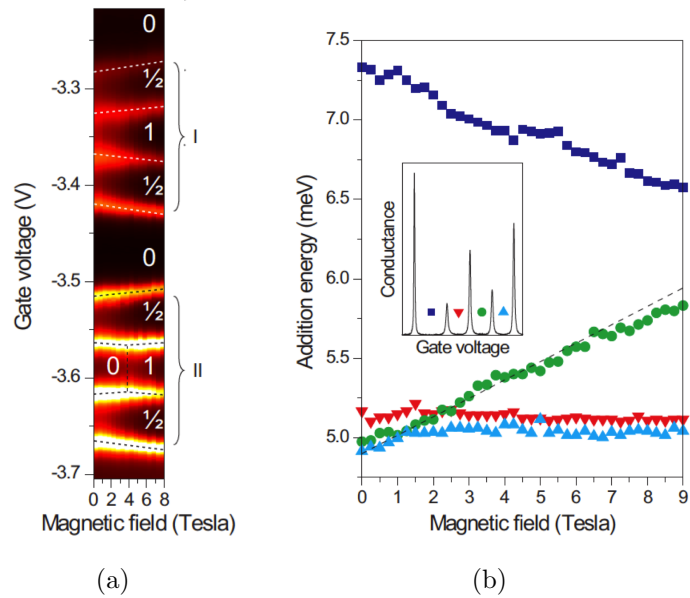 0
½
1
½
0
½
0 1
½
I
II
-3.3
-3.4
-3.5
-3.6
-3.7
Gate voltage (V)
0 2 4 6 8
Magnetic field (Tesla)
(a)
7.5
7.0
6.5
6.0
5.5
5.0
Addition energy (meV)
Conductance
Gate voltage
0 1 2 3 4 5 6 7 8 9
Magnetic field (Tesla)
(b)